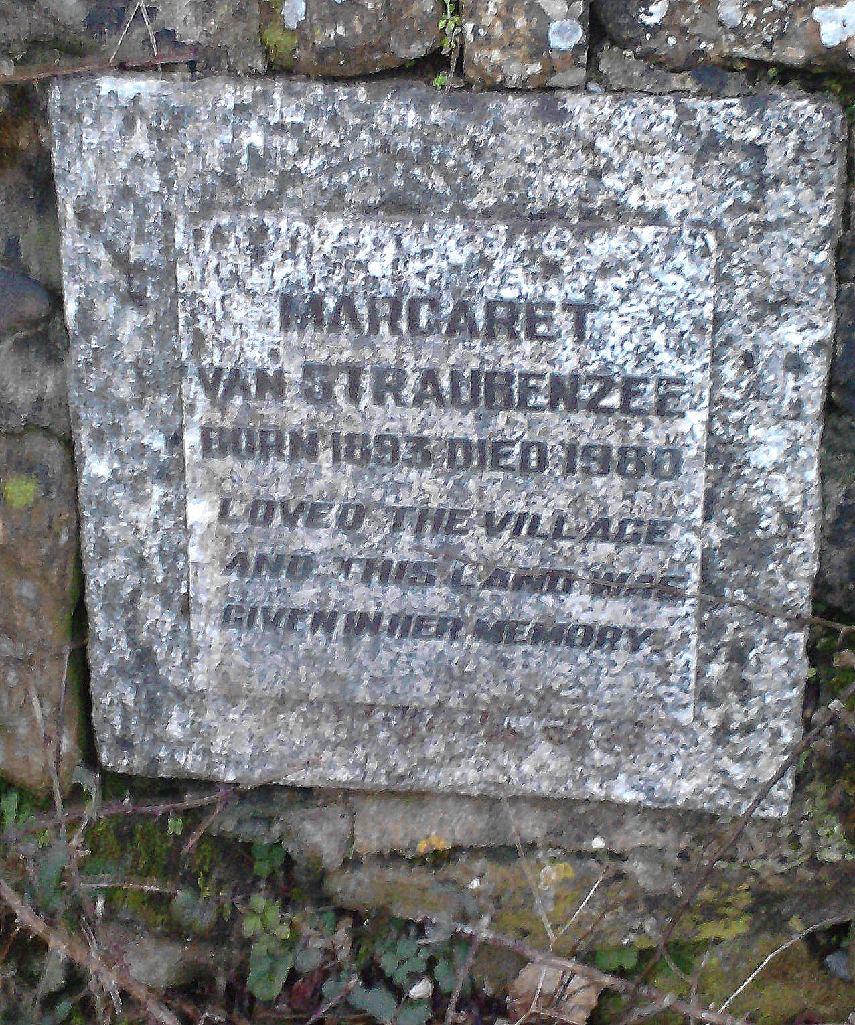 MARGARET
VAN STRAUBENZEE
BORN 1893 DIED 1980
LOVED THE VILLAGE
AND THIS LAND WAS
GIVEN IN HER MEMORY.